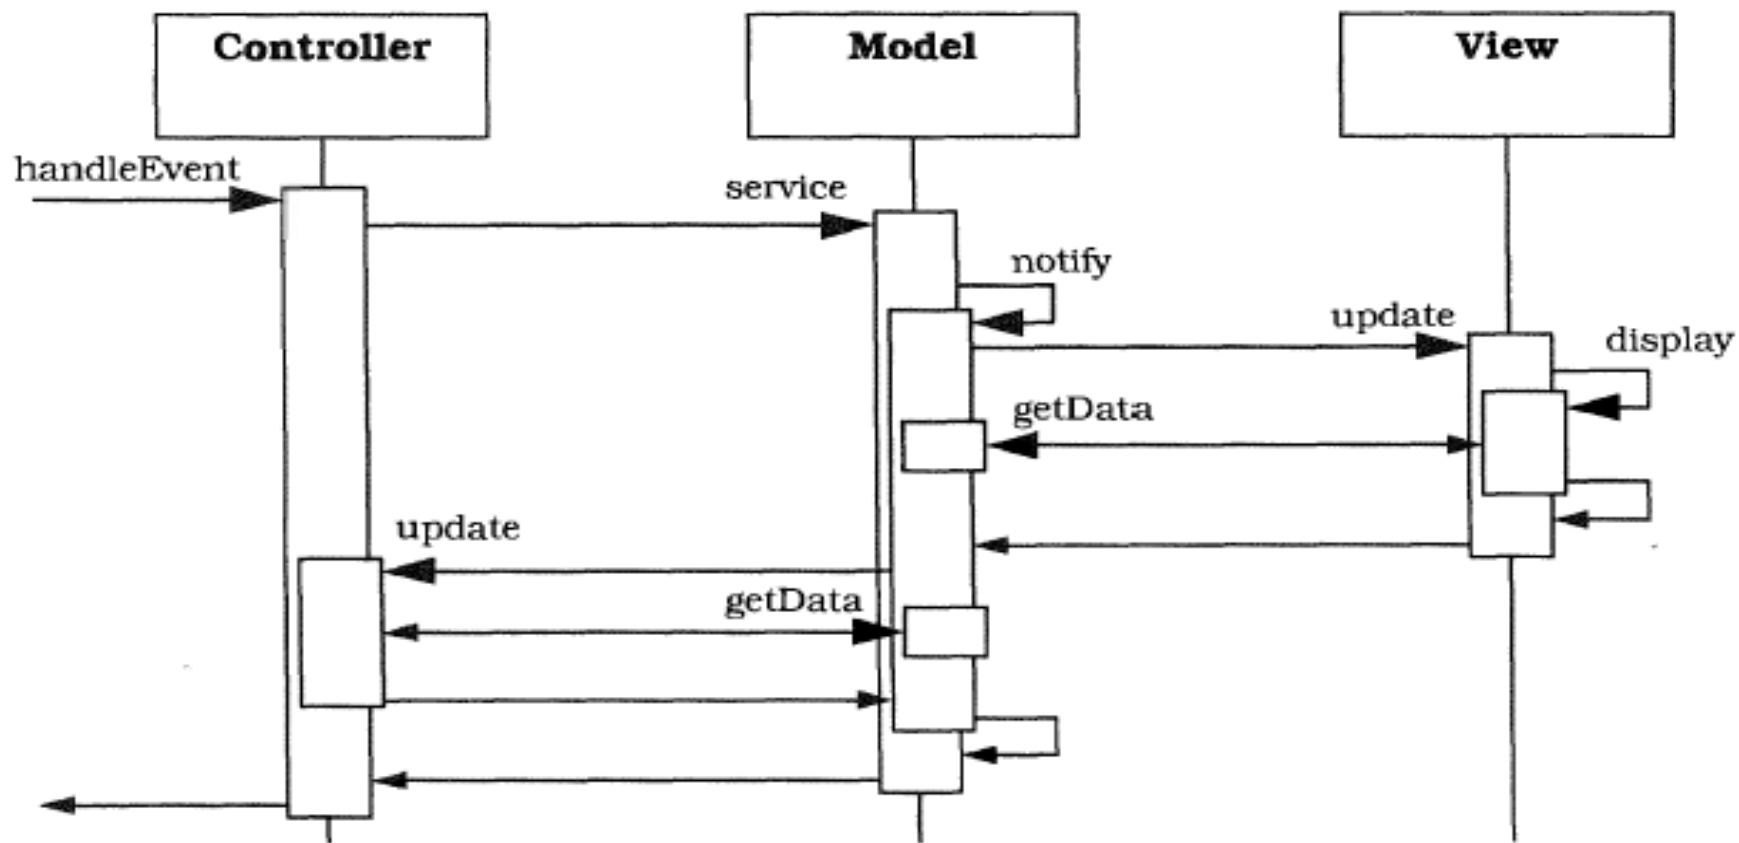 Controller
Model
View
handleEvent
service
notify
update
display
getData
update
getData